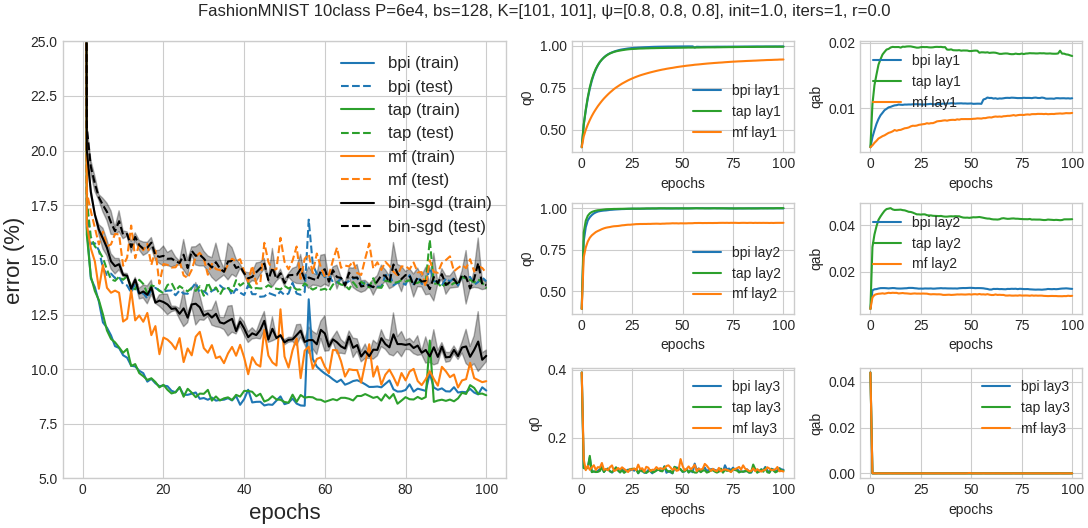 FashionMNIST 10class P=6e4, bs=128, K=[101, 101], ψ=[0.8, 0.8, 0.8], init=1.0, iters=1, r=0.0
error (%)
25.0
22.5
20.0
17.5
15.0
12.5
10.0
7.5
5.0
bpi (train)
bpi (test)
tap (train)
tap (test)
mf (train)
mf (test)
bin-sgd (train)
bin-sgd (test)
0 20 40 60 80 100
epochs
q0
1.00
0.75
0.50
bpi lay1
tap lay1
mf lay1
0 25 50 75 100
epochs
qab
0.02
0.01
bpi lay1
tap lay1
mf lay1
0 25 50 75 100
epochs
q0
1.00
0.75
0.50
bpi lay2
tap lay2
mf lay2
0 25 50 75 100
epochs
qab
0.04
0.02
bpi lay2
tap lay2
mf lay2
0 25 50 75 100
epochs
q0
0.4
0.2
bpi lay3
tap lay3
mf lay3
0 25 50 75 100
epochs
qab
0.04
0.02
0.00
bpi lay3
tap lay3
mf lay3
0 25 50 75 100
epochs